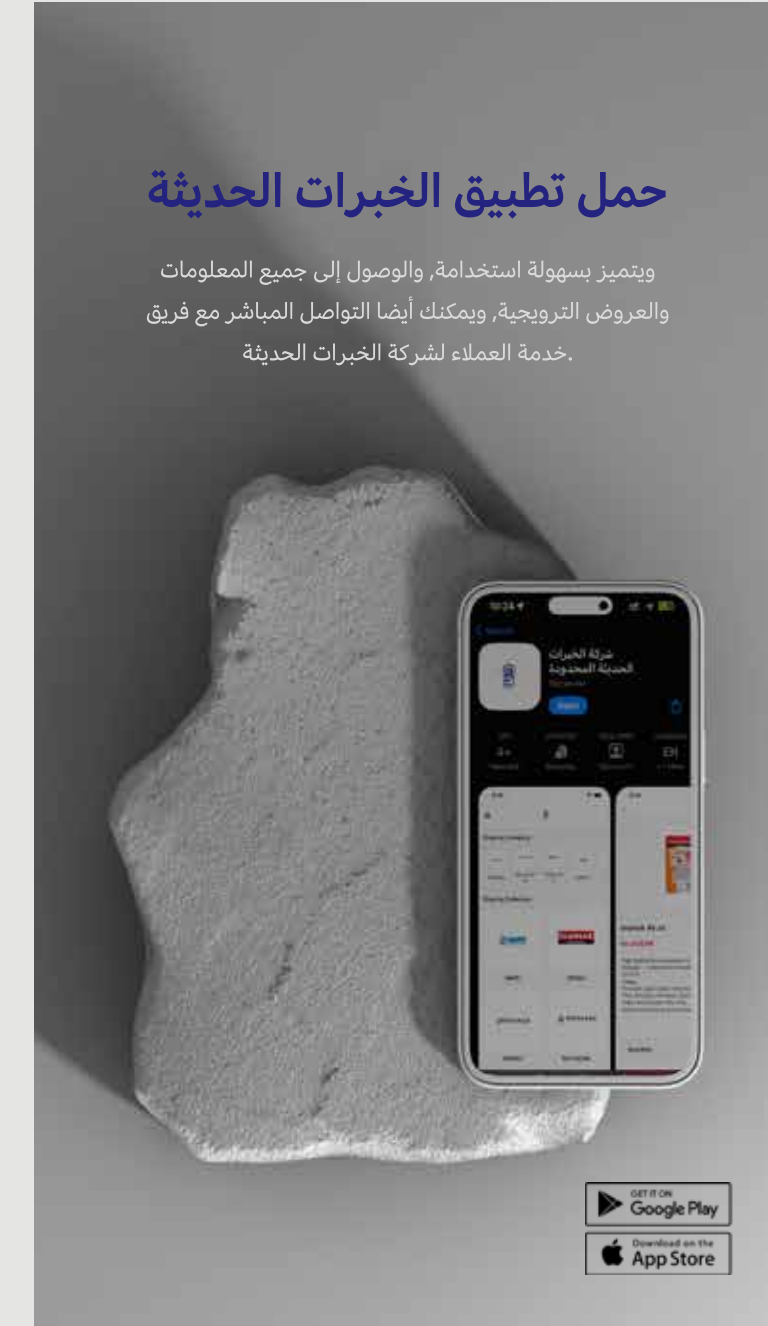 حمل تطبيق الخبرات الحديثة
ويتميز بسهولة استخدامة, والوصول إلى جميع المعلومات
والعروض الترويجية, ويمكنك أيضا التواصل المباشر مع فريق
خدمة العملاء لشركة الخبرات الحديثة.
10:24
شركة الخبرات
الحديثة المحدودة
GET IT ON
Google Play
Download on the
App Store